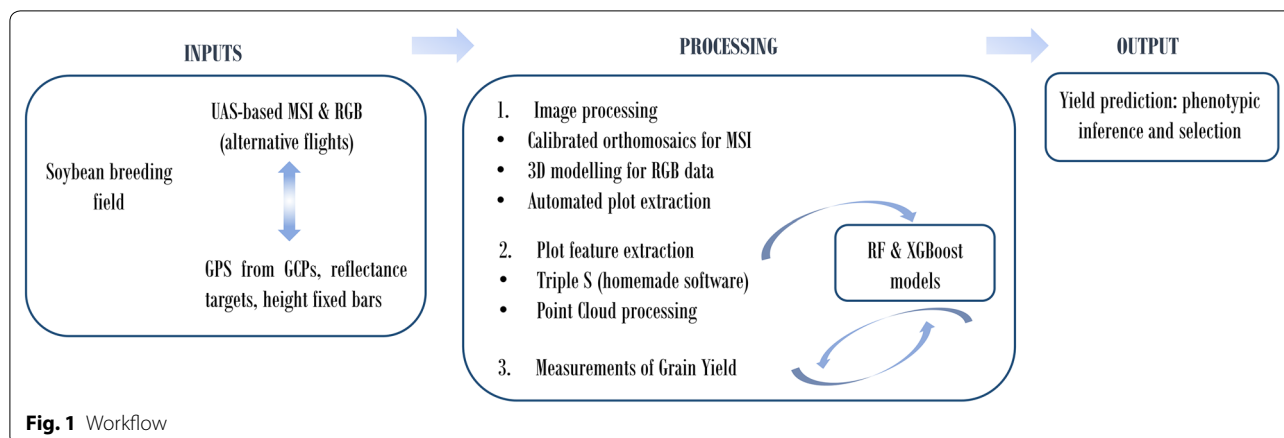 INPUTS
UAS-based MSI & RGB
(alternative flights)
Soybean breeding
field
GPS from GCPs, reflectance
targets, height fixed bars
PROCESSING
1. Image processing
• Calibrated orthomosaics for MSI
• 3D modelling for RGB data
• Automated plot extraction
2. Plot feature extraction
• Triple S (homemade software)
• Point Cloud processing
3. Measurements of Grain Yield
RF & XGBoost
models
OUTPUT
Yield prediction: phenotypic
inference and selection
Fig. 1 Workflow